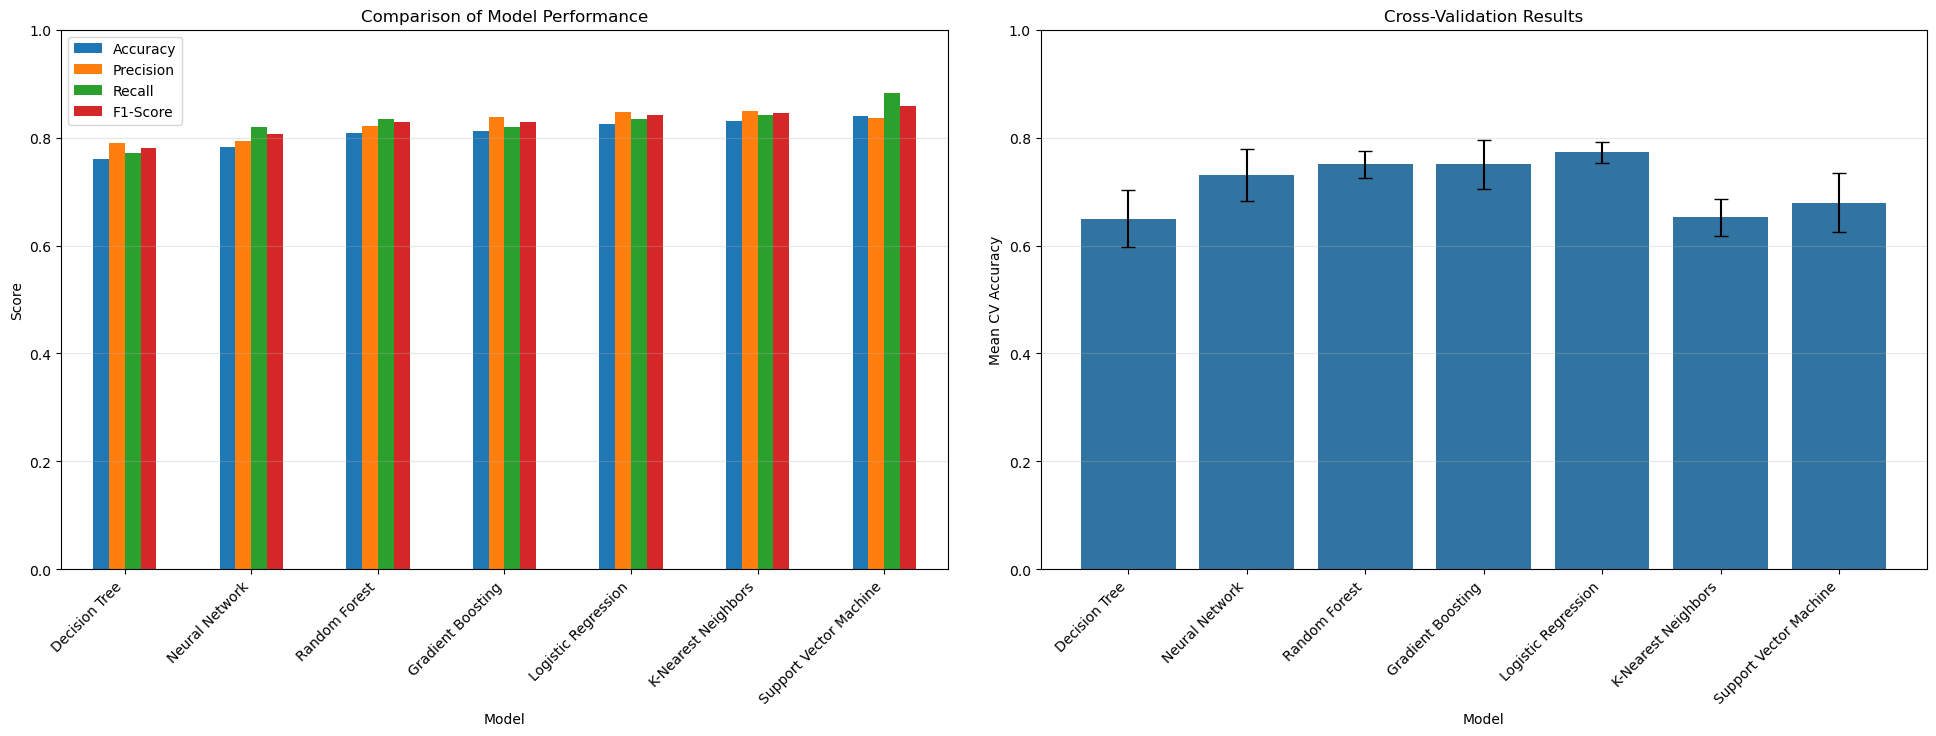 Comparison of Model Performance
Accuracy
Precision
Recall
F1-Score
Score
1.0
0.8
0.6
0.4
0.2
0.0
Decision Tree
Neural Network
Random Forest
Gradient Boosting
Logistic Regression
K-Nearest Neighbors
Support Vector Machine
Model
Cross-Validation Results
Mean CV Accuracy
1.0
0.8
0.6
0.4
0.2
0.0
Decision Tree
Neural Network
Random Forest
Gradient Boosting
Logistic Regression
K-Nearest Neighbors
Support Vector Machine
Model